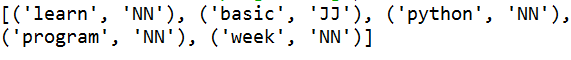 [('learn', 'NN'), ('basic', 'JJ'), ('python', 'NN'),
('program', 'NN'), ('week', 'NN')]